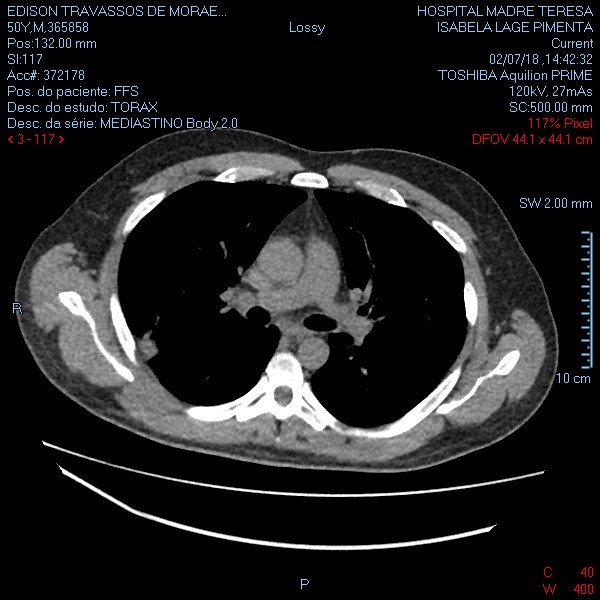 EDISON TRAVASSOS DE MORAE...
50Y,M,365858
Pos:132.00 mm
SI:117
Acc#: 372178
Pos. do paciente: FFS
Desc. do estudo: TORAX
Desc. da série: MEDIASTINO Body 2.0
< 3 - 117 >
Lossy
HOSPITAL MADRE TERESA
ISABELA LAGE PIMENTA
Current
02/07/18 ,14:42:32
TOSHIBA Aquilion PRIME
120kV, 27mAs
SC:500.00 mm
117% Pixel
DFOV 44.1 x 44.1 cm
SW 2.00 mm
R
10 cm
P
C 40
W 400